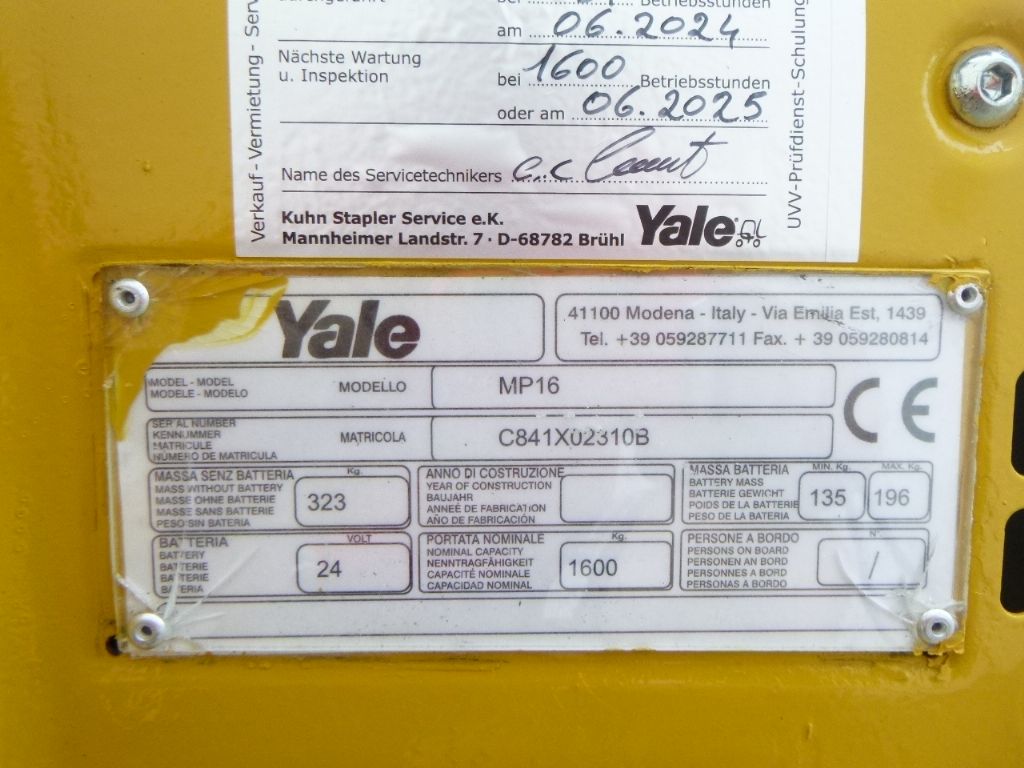 bei Betriebsstunden
am 06.2024
Nächste Wartung
u. Inspektion
bei 1600 Betriebsstunden
oder am 06.2025
Name des Servicetechnikers
Kuhn Stapler Service e.K.
Mannheimer Landstr. 7 · D-68782 Brühl
Yale
Verkauf - Vermietung - Serv
UVV-Prüfdienst-Schulung
Yale
41100 Modena - Italy - Via Emilia Est, 1439
Tel. +39 059287711 Fax. + 39 059280814
MODEL - MODEL
MODELE - MODELO
MODELLO
MP16
CE
SER AL NUMBER
KENNUMMER
MATRICULE
NUMERO DE MATRICULA
MATRICOLA
C841X02310B
MASSA SENZ BATTERIA
MASS WITHOUT BATTERY
MASSE OHNE BATTERIE
MASSE SANS BATTERIE
PESO SIN BATERIA
Kg.
323
ANNO DI COSTRUZIONE
YEAR OF CONSTRUCTION
BAUJAHR
ANNEÉ DE FABRICATION
AÑO DE FABRICACIÓN
MASSA BATTERIA
BATTERY MASS
BATTERIE GEWICHT
POIDS DE LA BATTERIA
PESO DE LA BATERIA
MIN. Kg.
135
MAX. Kg.
196
BATTERIA
BATTERY
BATTERIE
BATTERIE
BATERIA
VOLT
24
PORTATA NOMINALE
NOMINAL CAPACITY
NENNTRAGFÄHIGKEIT
CAPACITÉ NOMINALE
CAPACIDAD NOMINAL
Kg.
1600
PERSONE A BORDO
PERSONS ON BOARD
PERSONEN AN BORD
PERSONNES A BORD
PERSONAS A BORDO
N°
/